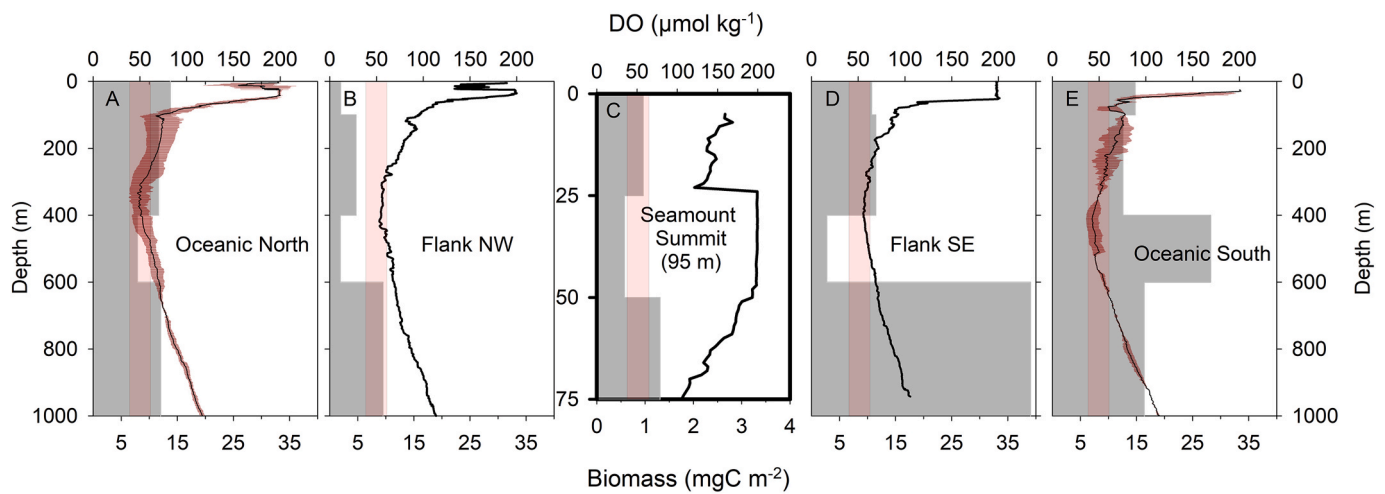 DO (µmol kg-1)
0 50 100 150 200
0 50 100 150 200
0 50 100 150 200
0 50 100 150 200
0 50 100 150 200
A
B
C
D
E
0
200
400
600
800
1000
Depth (m)
0
25
50
75
0
200
400
600
800
1000
Depth (m)
Oceanic North
Flank NW
Seamount
Summit
(95 m)
Flank SE
Oceanic South
5 15 25 35
5 15 25 35
0 1 2 3 4
5 15 25 35
5 15 25 35
Biomass (mgC m-2)